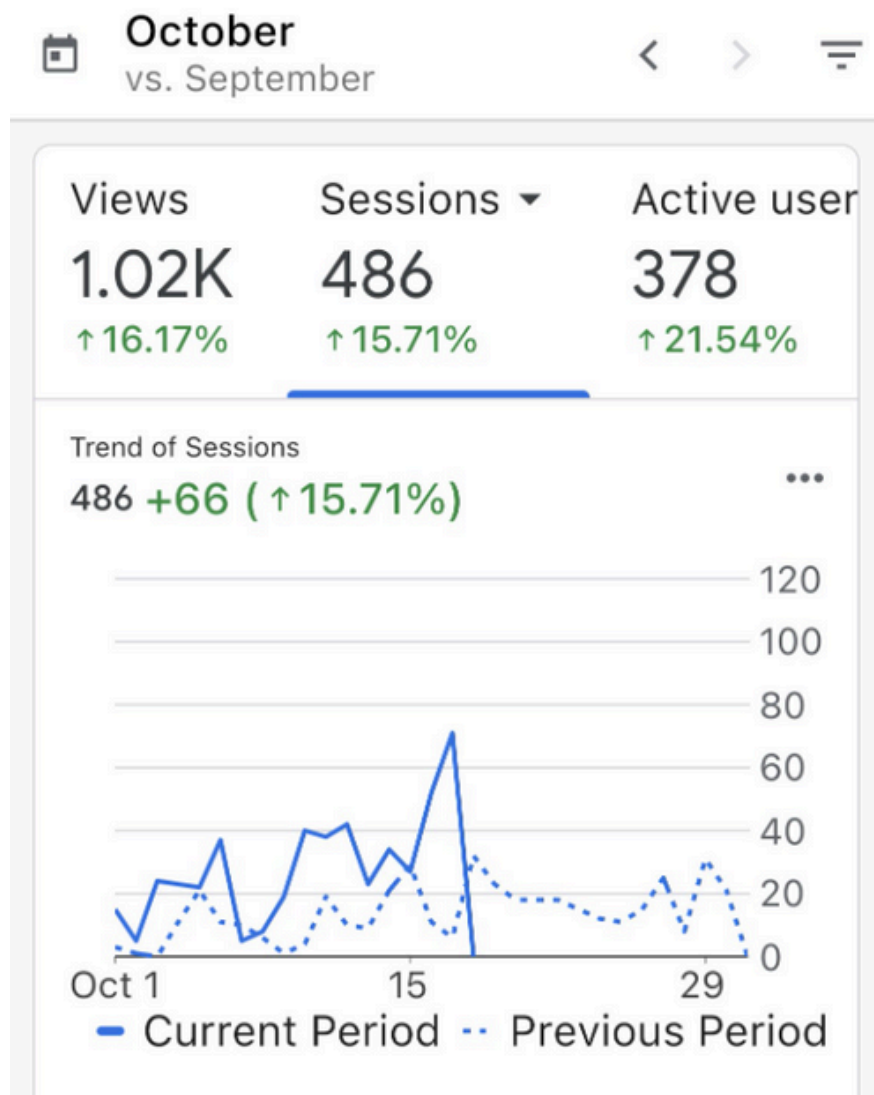 October
vs. September
Views Sessions Active user
1.02K 486 378
↑ 16.17% ↑ 15.71% ↑ 21.54%
Trend of Sessions
486 +66 (↑ 15.71%)
120
100
80
60
40
20
0
Oct 1 15 29
Current Period Previous Period